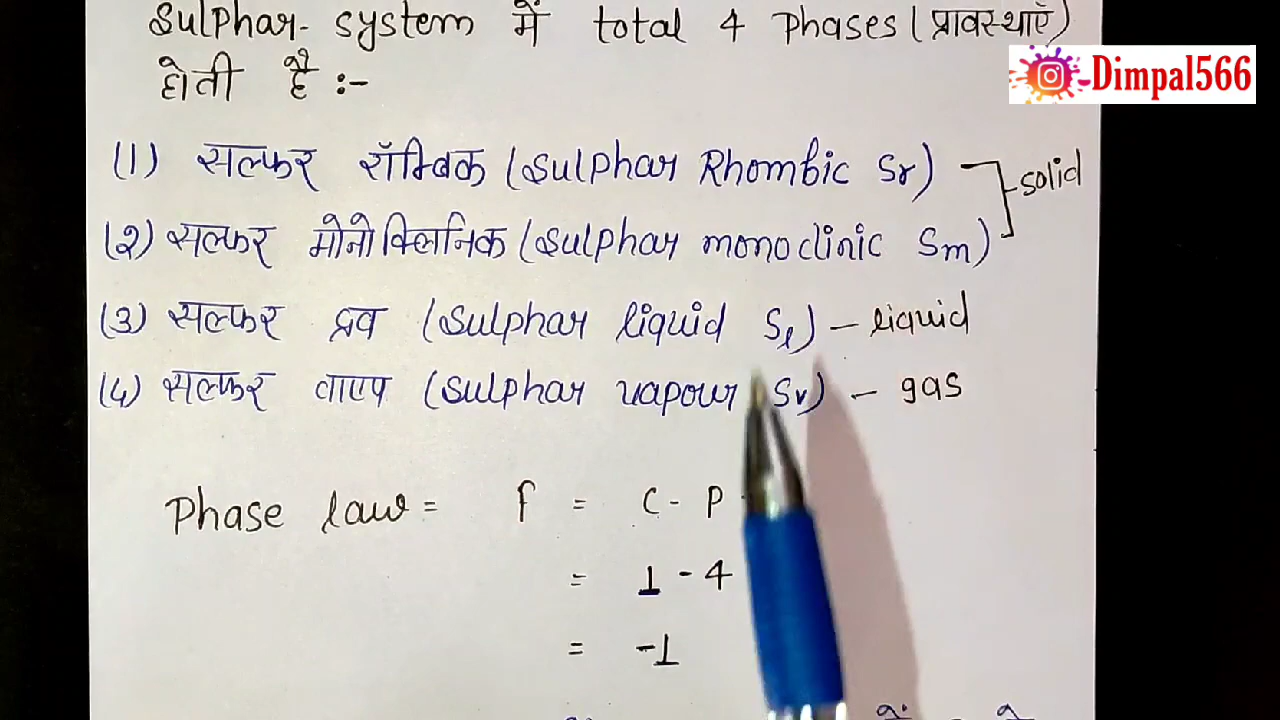 Sulphar- system में total 4 Phases (प्रावस्थाएँ)
होती है :-
-Dimpal566
(1) सल्फर रॉम्बिक (Sulphar Rhombic Sr)
solid
(२) सल्फर मोनोक्लिनिक (Sulphar monoclinic Sm)
(3) सल्फर द्रव (Sulphar liquid Sl) – liquid
(4) सल्फर वाष्प (Sulphar vapour Sv) – gas
Phase law = F = C - P
= 1 - 4
= -1